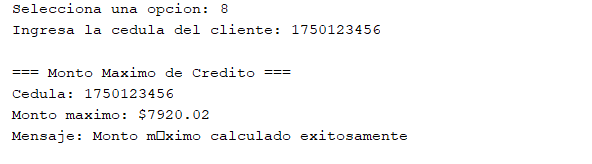 Selecciona una opcion: 8
Ingresa la cedula del cliente: 1750123456
=== Monto Maximo de Credito ===
Cedula: 1750123456
Monto maximo: $7920.02
Mensaje: Monto m□ximo calculado exitosamente